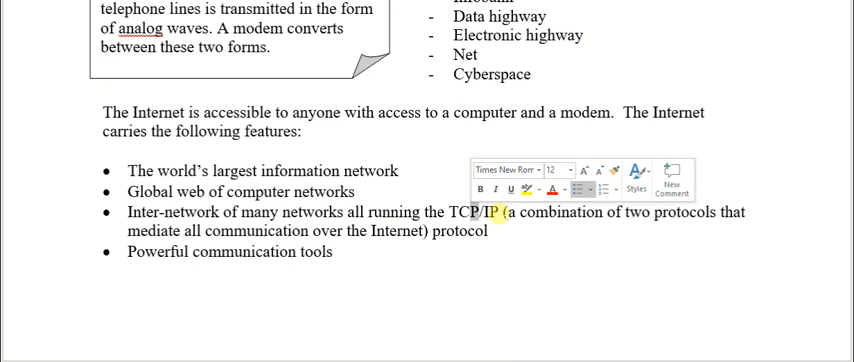 telephone lines is transmitted in the form
of analog waves. A modem converts
between these two forms.
- Data highway
- Electronic highway
- Net
- Cyberspace
The Internet is accessible to anyone with access to a computer and a modem. The Internet
carries the following features:
• The world's largest information network
• Global web of computer networks
• Inter-network of many networks all running the TCP/IP (a combination of two protocols that
mediate all communication over the Internet) protocol
• Powerful communication tools
Times New Rom 12 A A
B I U ab A Styles New
Comment